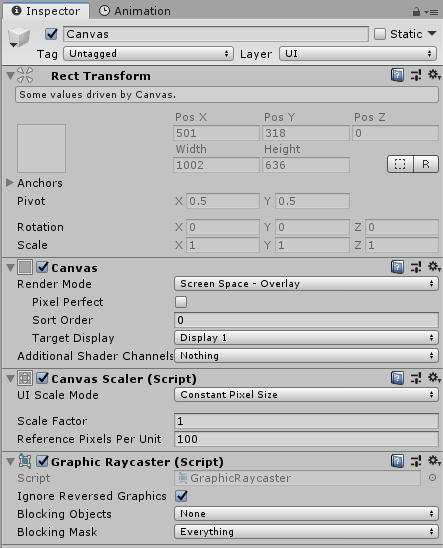 Inspector Animation
Canvas Static
Tag Untagged Layer UI
Rect Transform
Some values driven by Canvas.
Pos X Pos Y Pos Z
501 318 0
Width Height
1002 636
R
Anchors
Pivot X 0.5 Y 0.5
Rotation X 0 Y 0 Z 0
Scale X 1 Y 1 Z 1
Canvas
Render Mode Screen Space - Overlay
Pixel Perfect
Sort Order 0
Target Display Display 1
Additional Shader Channels Nothing
Canvas Scaler (Script)
UI Scale Mode Constant Pixel Size
Scale Factor 1
Reference Pixels Per Unit 100
Graphic Raycaster (Script)
Script GraphicRaycaster
Ignore Reversed Graphics
Blocking Objects None
Blocking Mask Everything